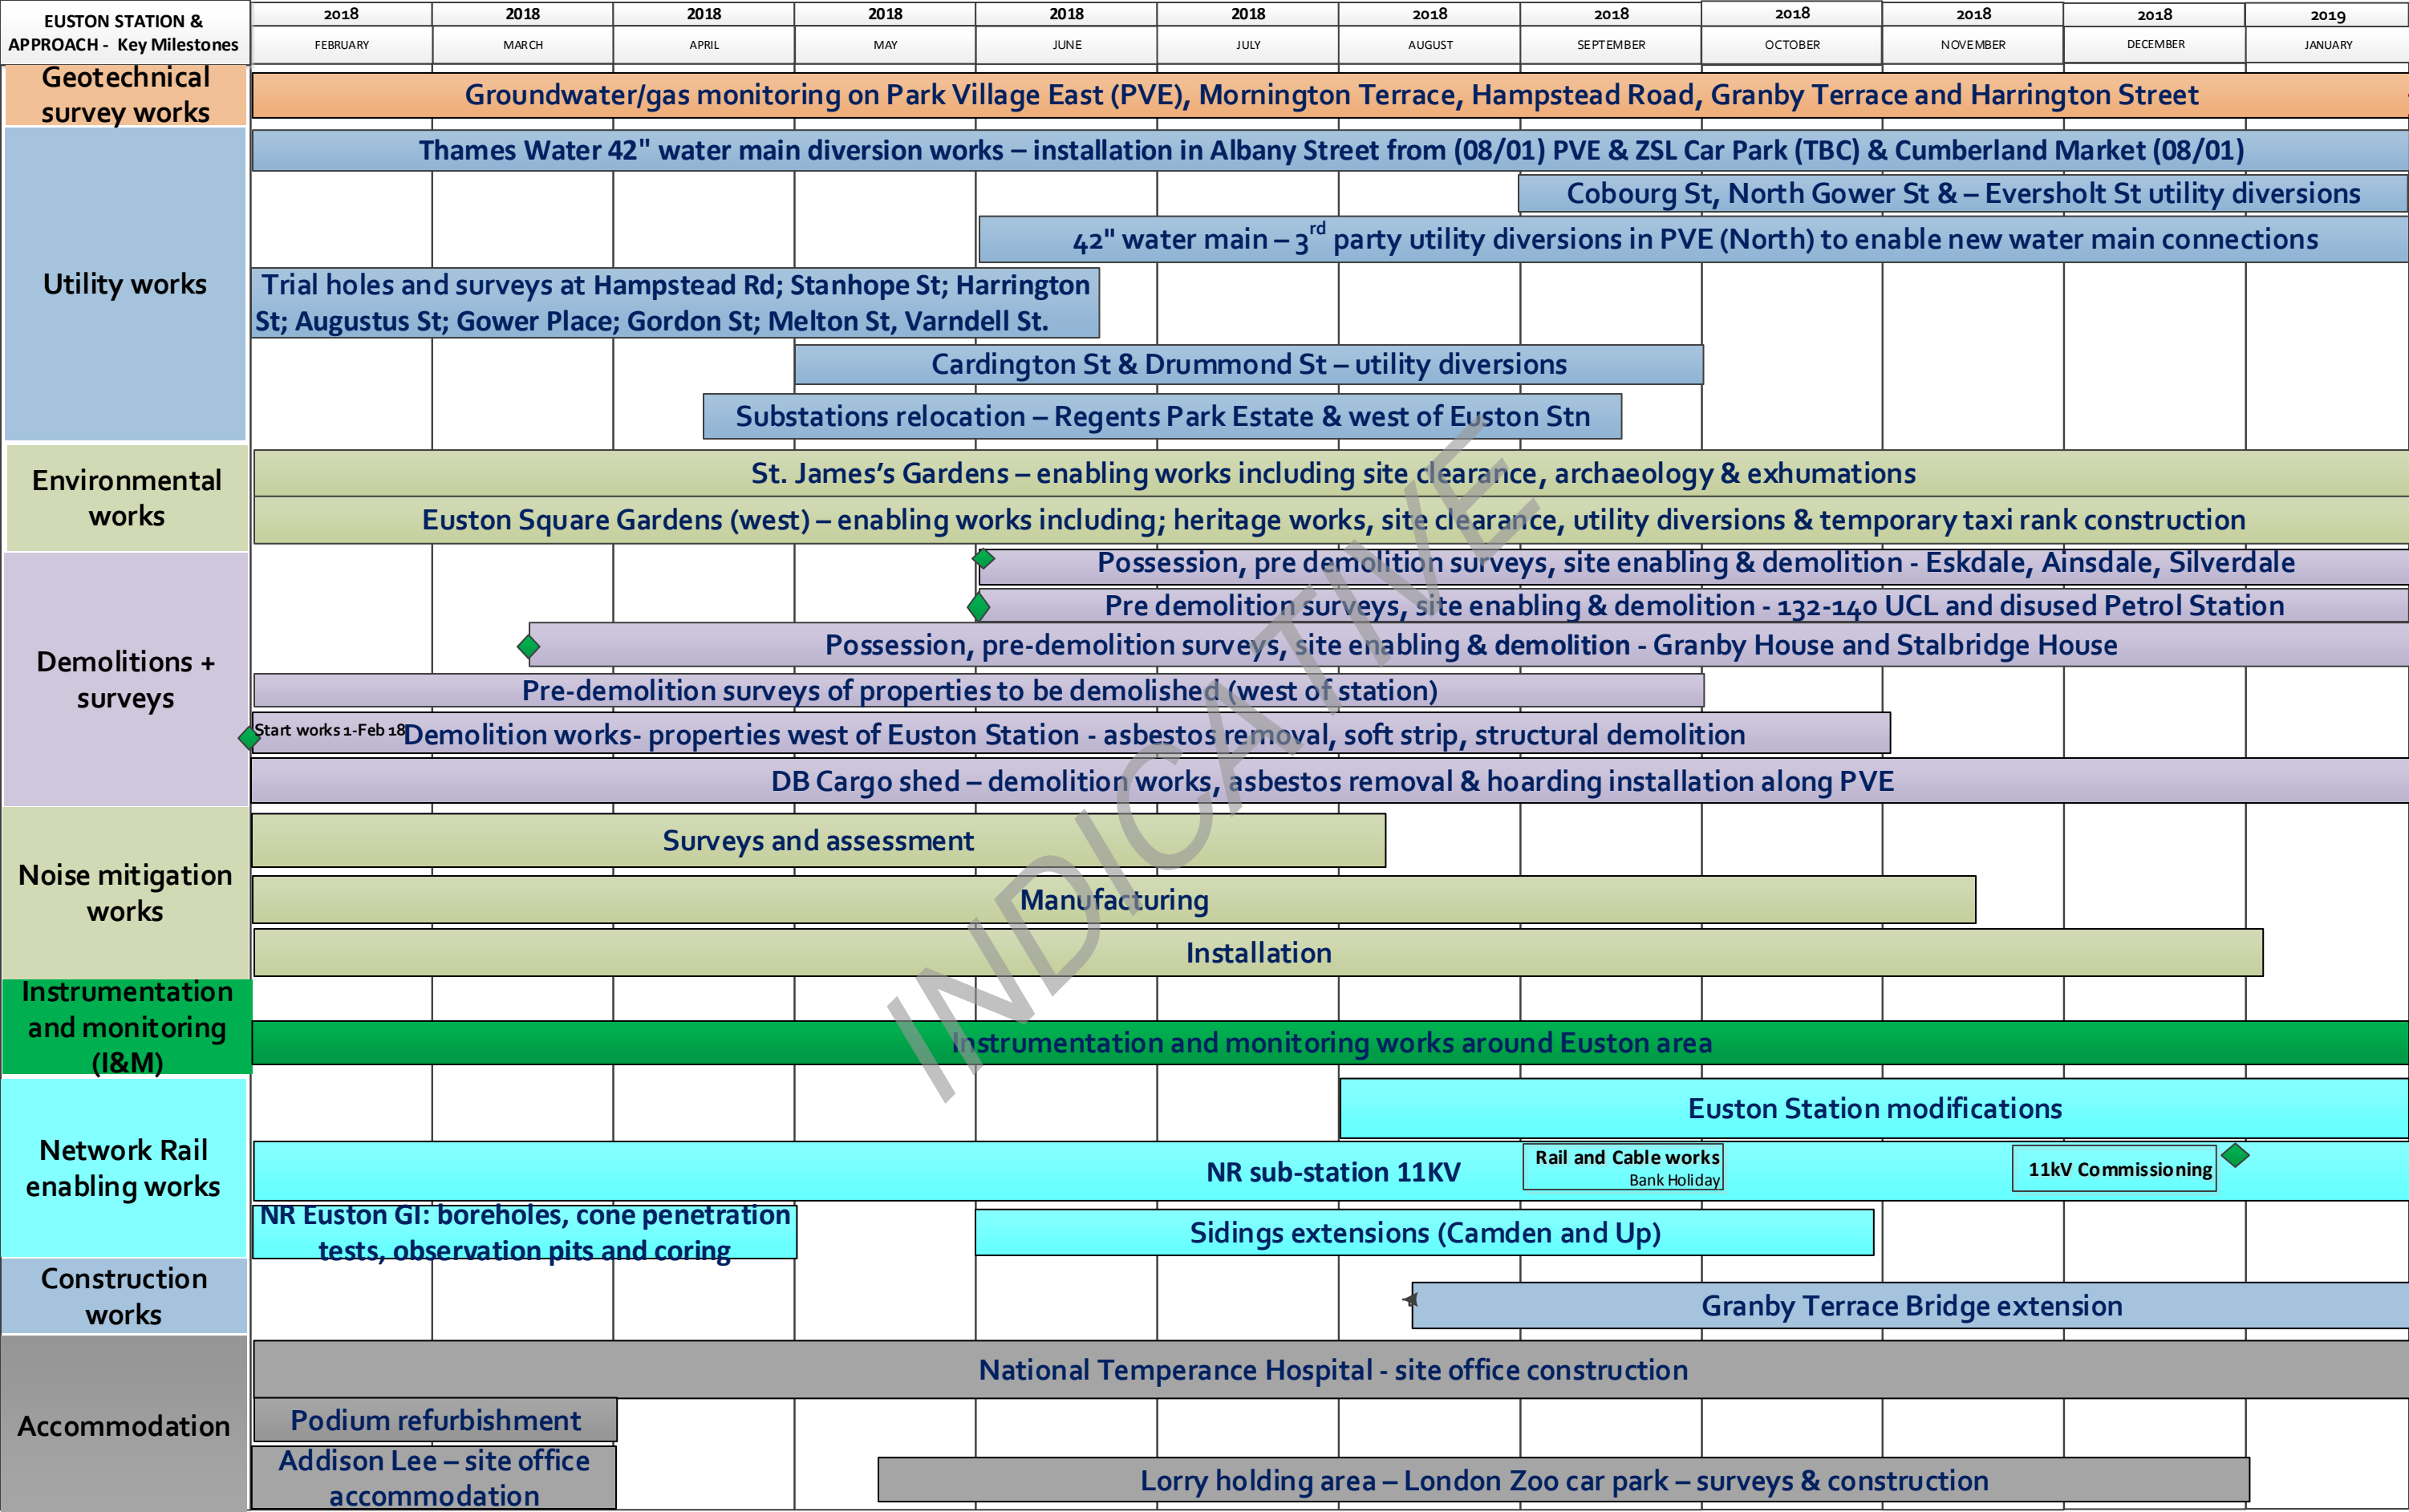 EUSTON STATION &
APPROACH - Key Milestones
2018 2018 2018 2018 2018 2018 2018 2018 2018 2018 2018 2019
FEBRUARY MARCH APRIL MAY JUNE JULY AUGUST SEPTEMBER OCTOBER NOVEMBER DECEMBER JANUARY
Geotechnical
survey works
Groundwater/gas monitoring on Park Village East (PVE), Mornington Terrace, Hampstead Road, Granby Terrace and Harrington Street
Utility works
Thames Water 42" water main diversion works – installation in Albany Street from (08/01) PVE & ZSL Car Park (TBC) & Cumberland Market (08/01)
Cobourg St, North Gower St & – Eversholt St utility diversions
42" water main – 3rd party utility diversions in PVE (North) to enable new water main connections
Trial holes and surveys at Hampstead Rd; Stanhope St; Harrington
St; Augustus St; Gower Place; Gordon St; Melton St, Varndell St.
Cardington St & Drummond St – utility diversions
Substations relocation – Regents Park Estate & west of Euston Stn
Environmental
works
St. James's Gardens – enabling works including site clearance, archaeology & exhumations
Euston Square Gardens (west) – enabling works including; heritage works, site clearance, utility diversions & temporary taxi rank construction
Demolitions +
surveys
Possession, pre demolition surveys, site enabling & demolition - Eskdale, Ainsdale, Silverdale
Pre demolition surveys, site enabling & demolition - 132-140 UCL and disused Petrol Station
Possession, pre-demolition surveys, site enabling & demolition - Granby House and Stalbridge House
Pre-demolition surveys of properties to be demolished (west of station)
Start works 1-Feb 18
Demolition works- properties west of Euston Station - asbestos removal, soft strip, structural demolition
DB Cargo shed – demolition works, asbestos removal & hoarding installation along PVE
Noise mitigation
works
Surveys and assessment
Manufacturing
Installation
INDICATIVE
Instrumentation
and monitoring
(I&M)
Instrumentation and monitoring works around Euston area
Network Rail
enabling works
Euston Station modifications
NR sub-station 11KV
Rail and Cable works
Bank Holiday
11kV Commissioning
NR Euston GI: boreholes, cone penetration
tests, observation pits and coring
Sidings extensions (Camden and Up)
Construction
works
Granby Terrace Bridge extension
Accommodation
National Temperance Hospital - site office construction
Podium refurbishment
Addison Lee – site office
accommodation
Lorry holding area – London Zoo car park – surveys & construction